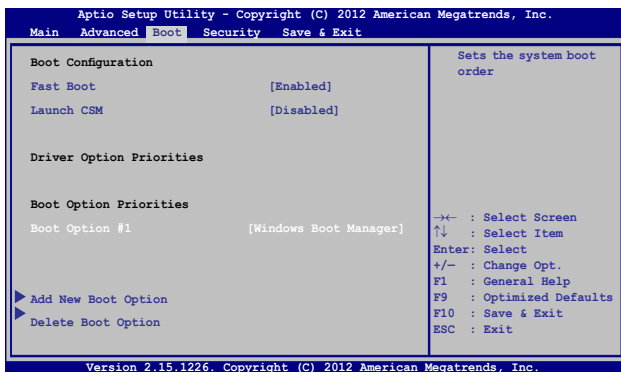 Aptio Setup Utility - Copyright (C) 2012 American Megatrends, Inc.
Main Advanced Boot Security Save & Exit
Boot Configuration
Fast Boot [Enabled]
Launch CSM [Disabled]
Driver Option Priorities
Boot Option Priorities
Boot Option #1 [Windows Boot Manager]
Add New Boot Option
Delete Boot Option
Sets the system boot
order
→← : Select Screen
↑↓ : Select Item
Enter: Select
+/— : Change Opt.
F1 : General Help
F9 : Optimized Defaults
F10 : Save & Exit
ESC : Exit
Version 2.15.1226. Copyright (C) 2012 American Megatrends, Inc.